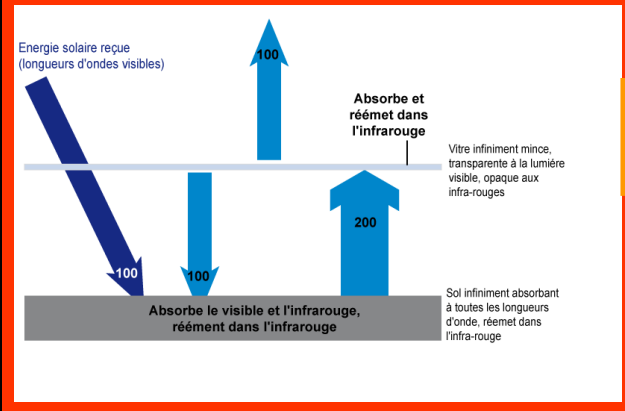 Energie solaire reçue
(longueurs d'ondes visibles)
100
Absorbe et
réémet dans
l'infrarouge
Vitre infiniment mince,
transparente à la lumière
visible, opaque aux
infra-rouges
200
100
100
Sol infiniment absorbant
à toutes les longueurs
d'onde, réemet dans
l'infra-rouge
Absorbe le visible et l'infrarouge,
réément dans l'infrarouge